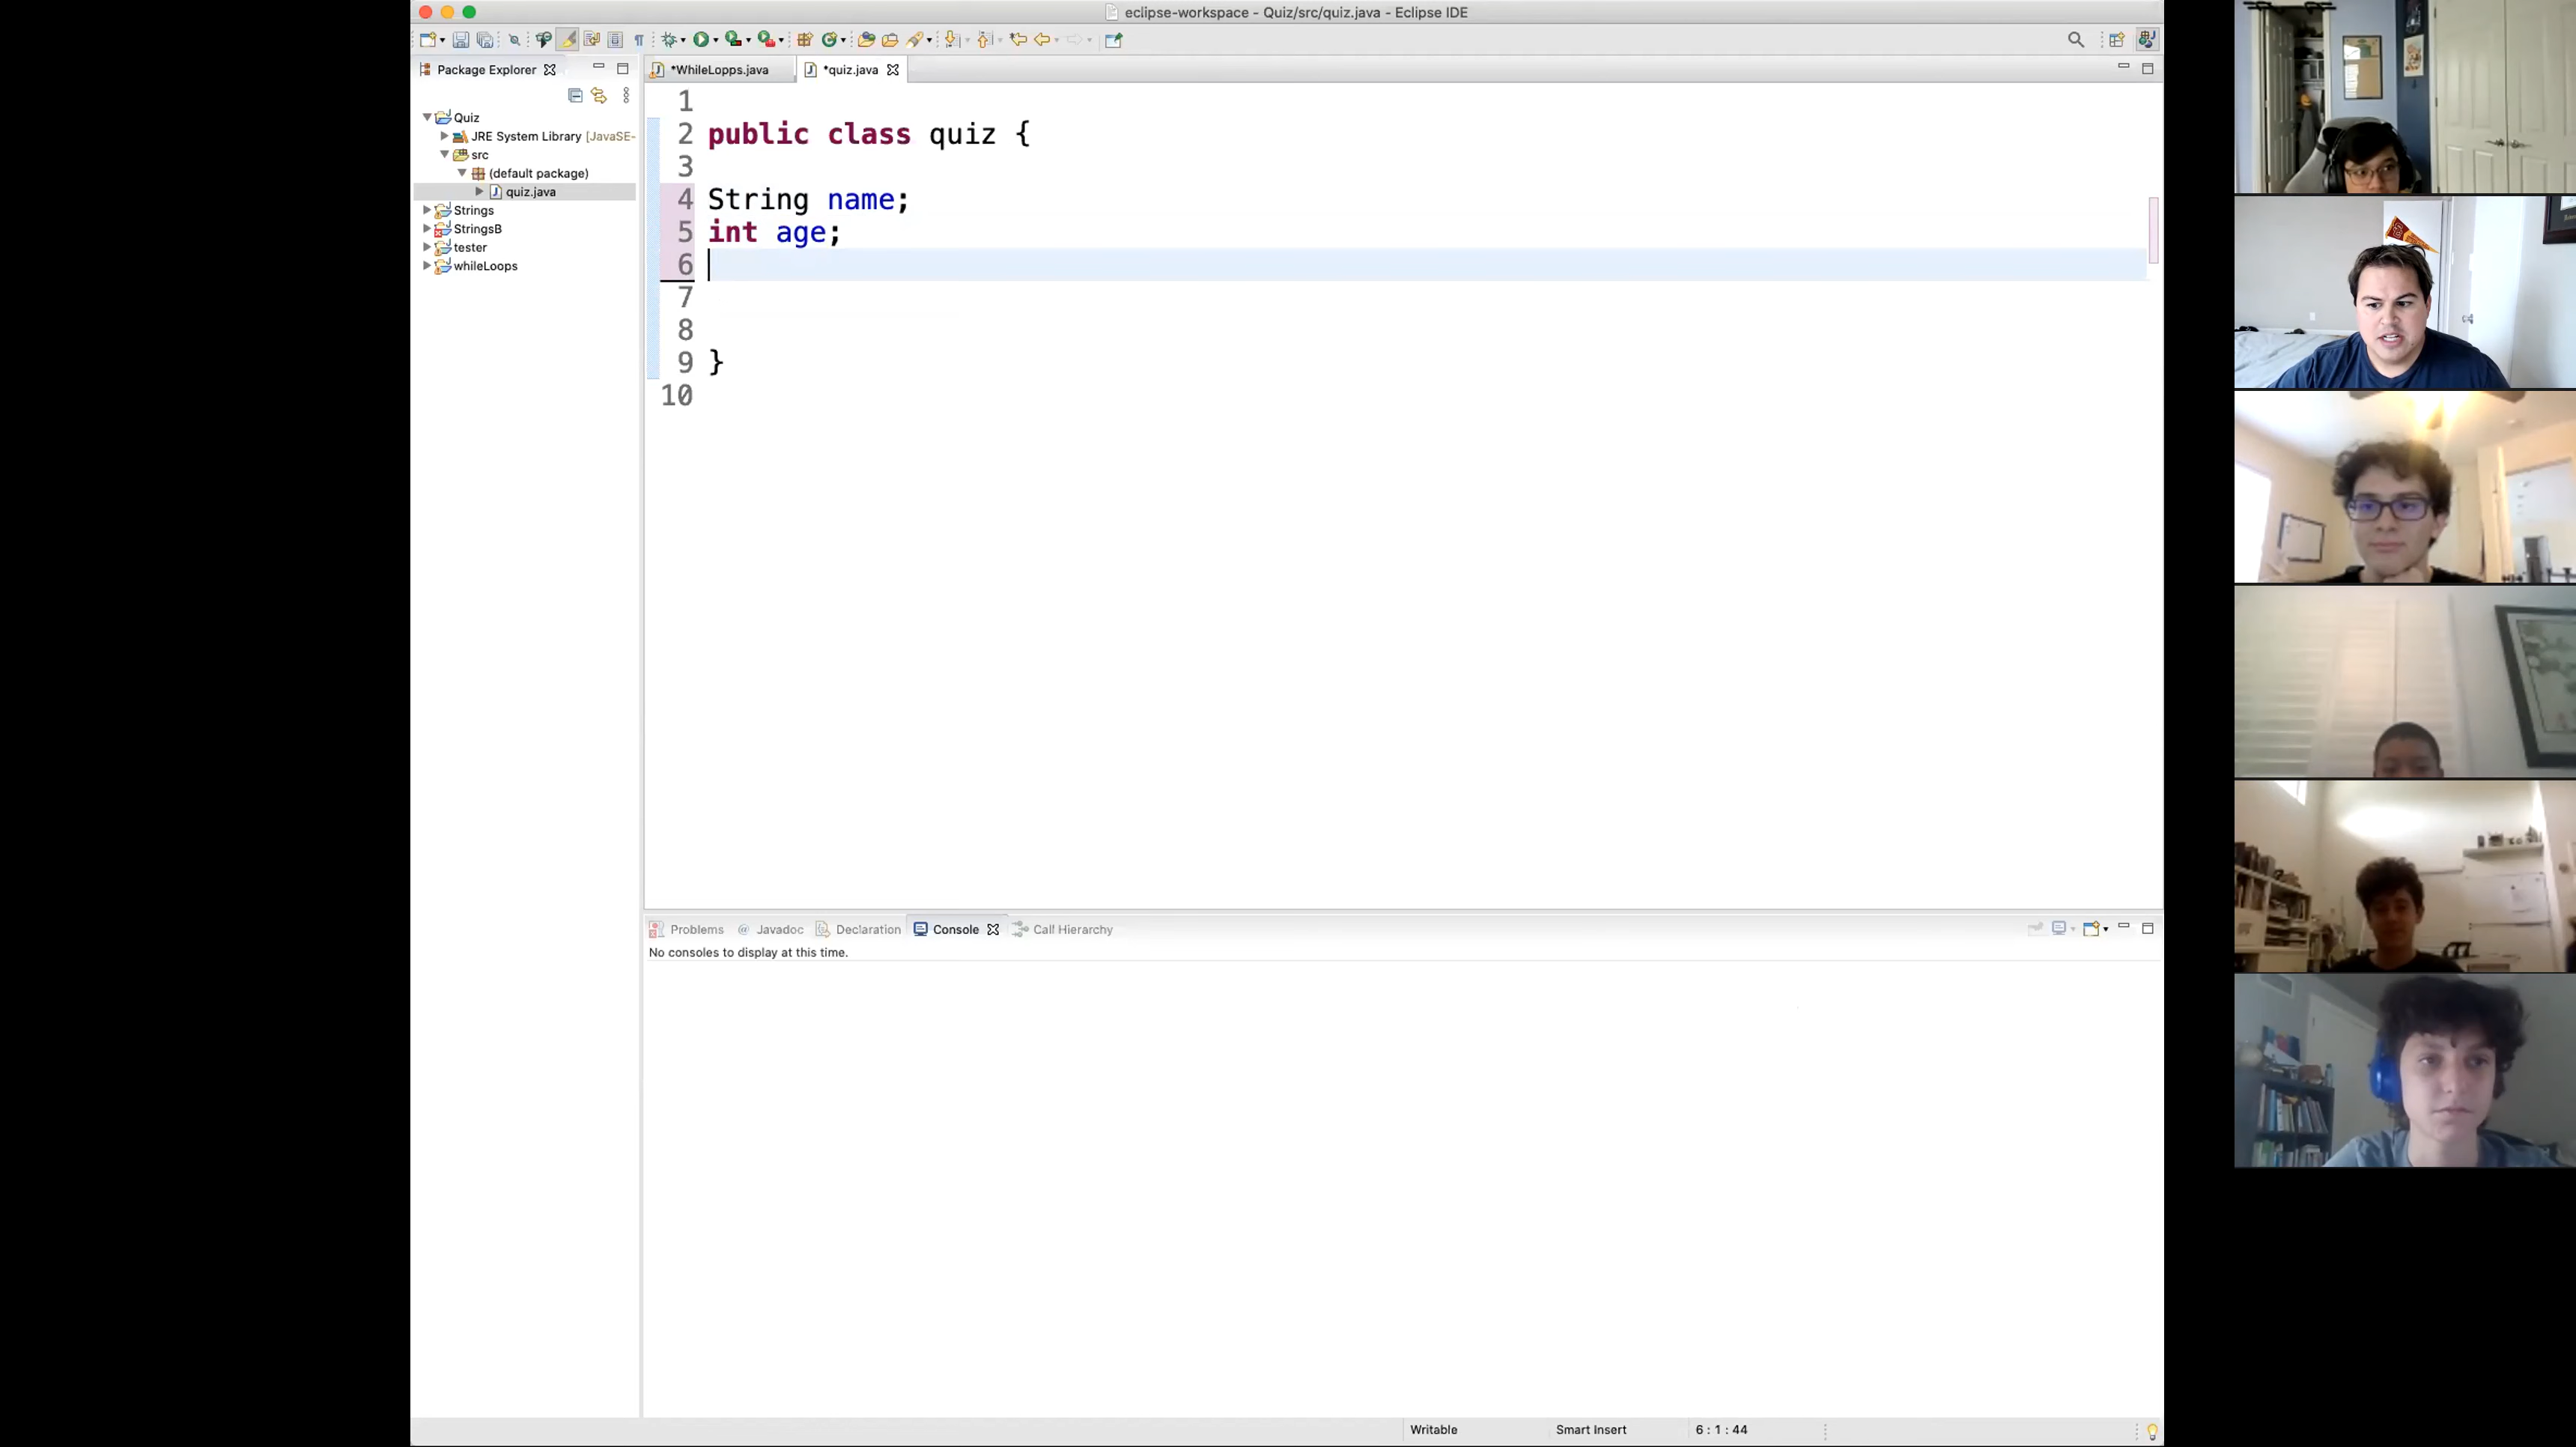 eclipse-workspace - Quiz/src/quiz.java - Eclipse IDE
Package Explorer
*WhileLopps.java
*quiz.java
Quiz
JRE System Library [JavaSE-
src
(default package)
quiz.java
Strings
StringsB
tester
whileLoops
1
2 public class quiz {
3
4 String name;
5 int age;
6
7
8
9 }
10
Problems
@ Javadoc
Declaration
Console
Call Hierarchy
No consoles to display at this time.
Writable
Smart Insert
6 : 1 : 44